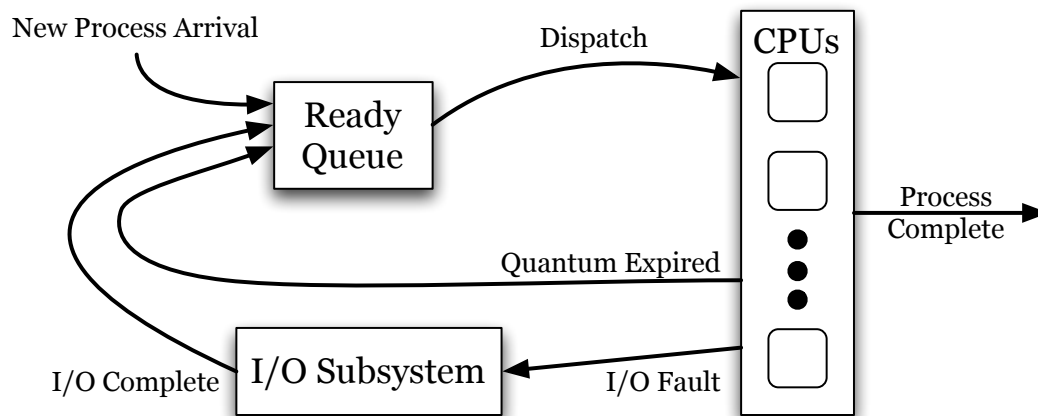 New Process Arrival
Dispatch
CPUs
Ready
Queue
Process
Complete
Quantum Expired
I/O Subsystem
I/O Complete
I/O Fault